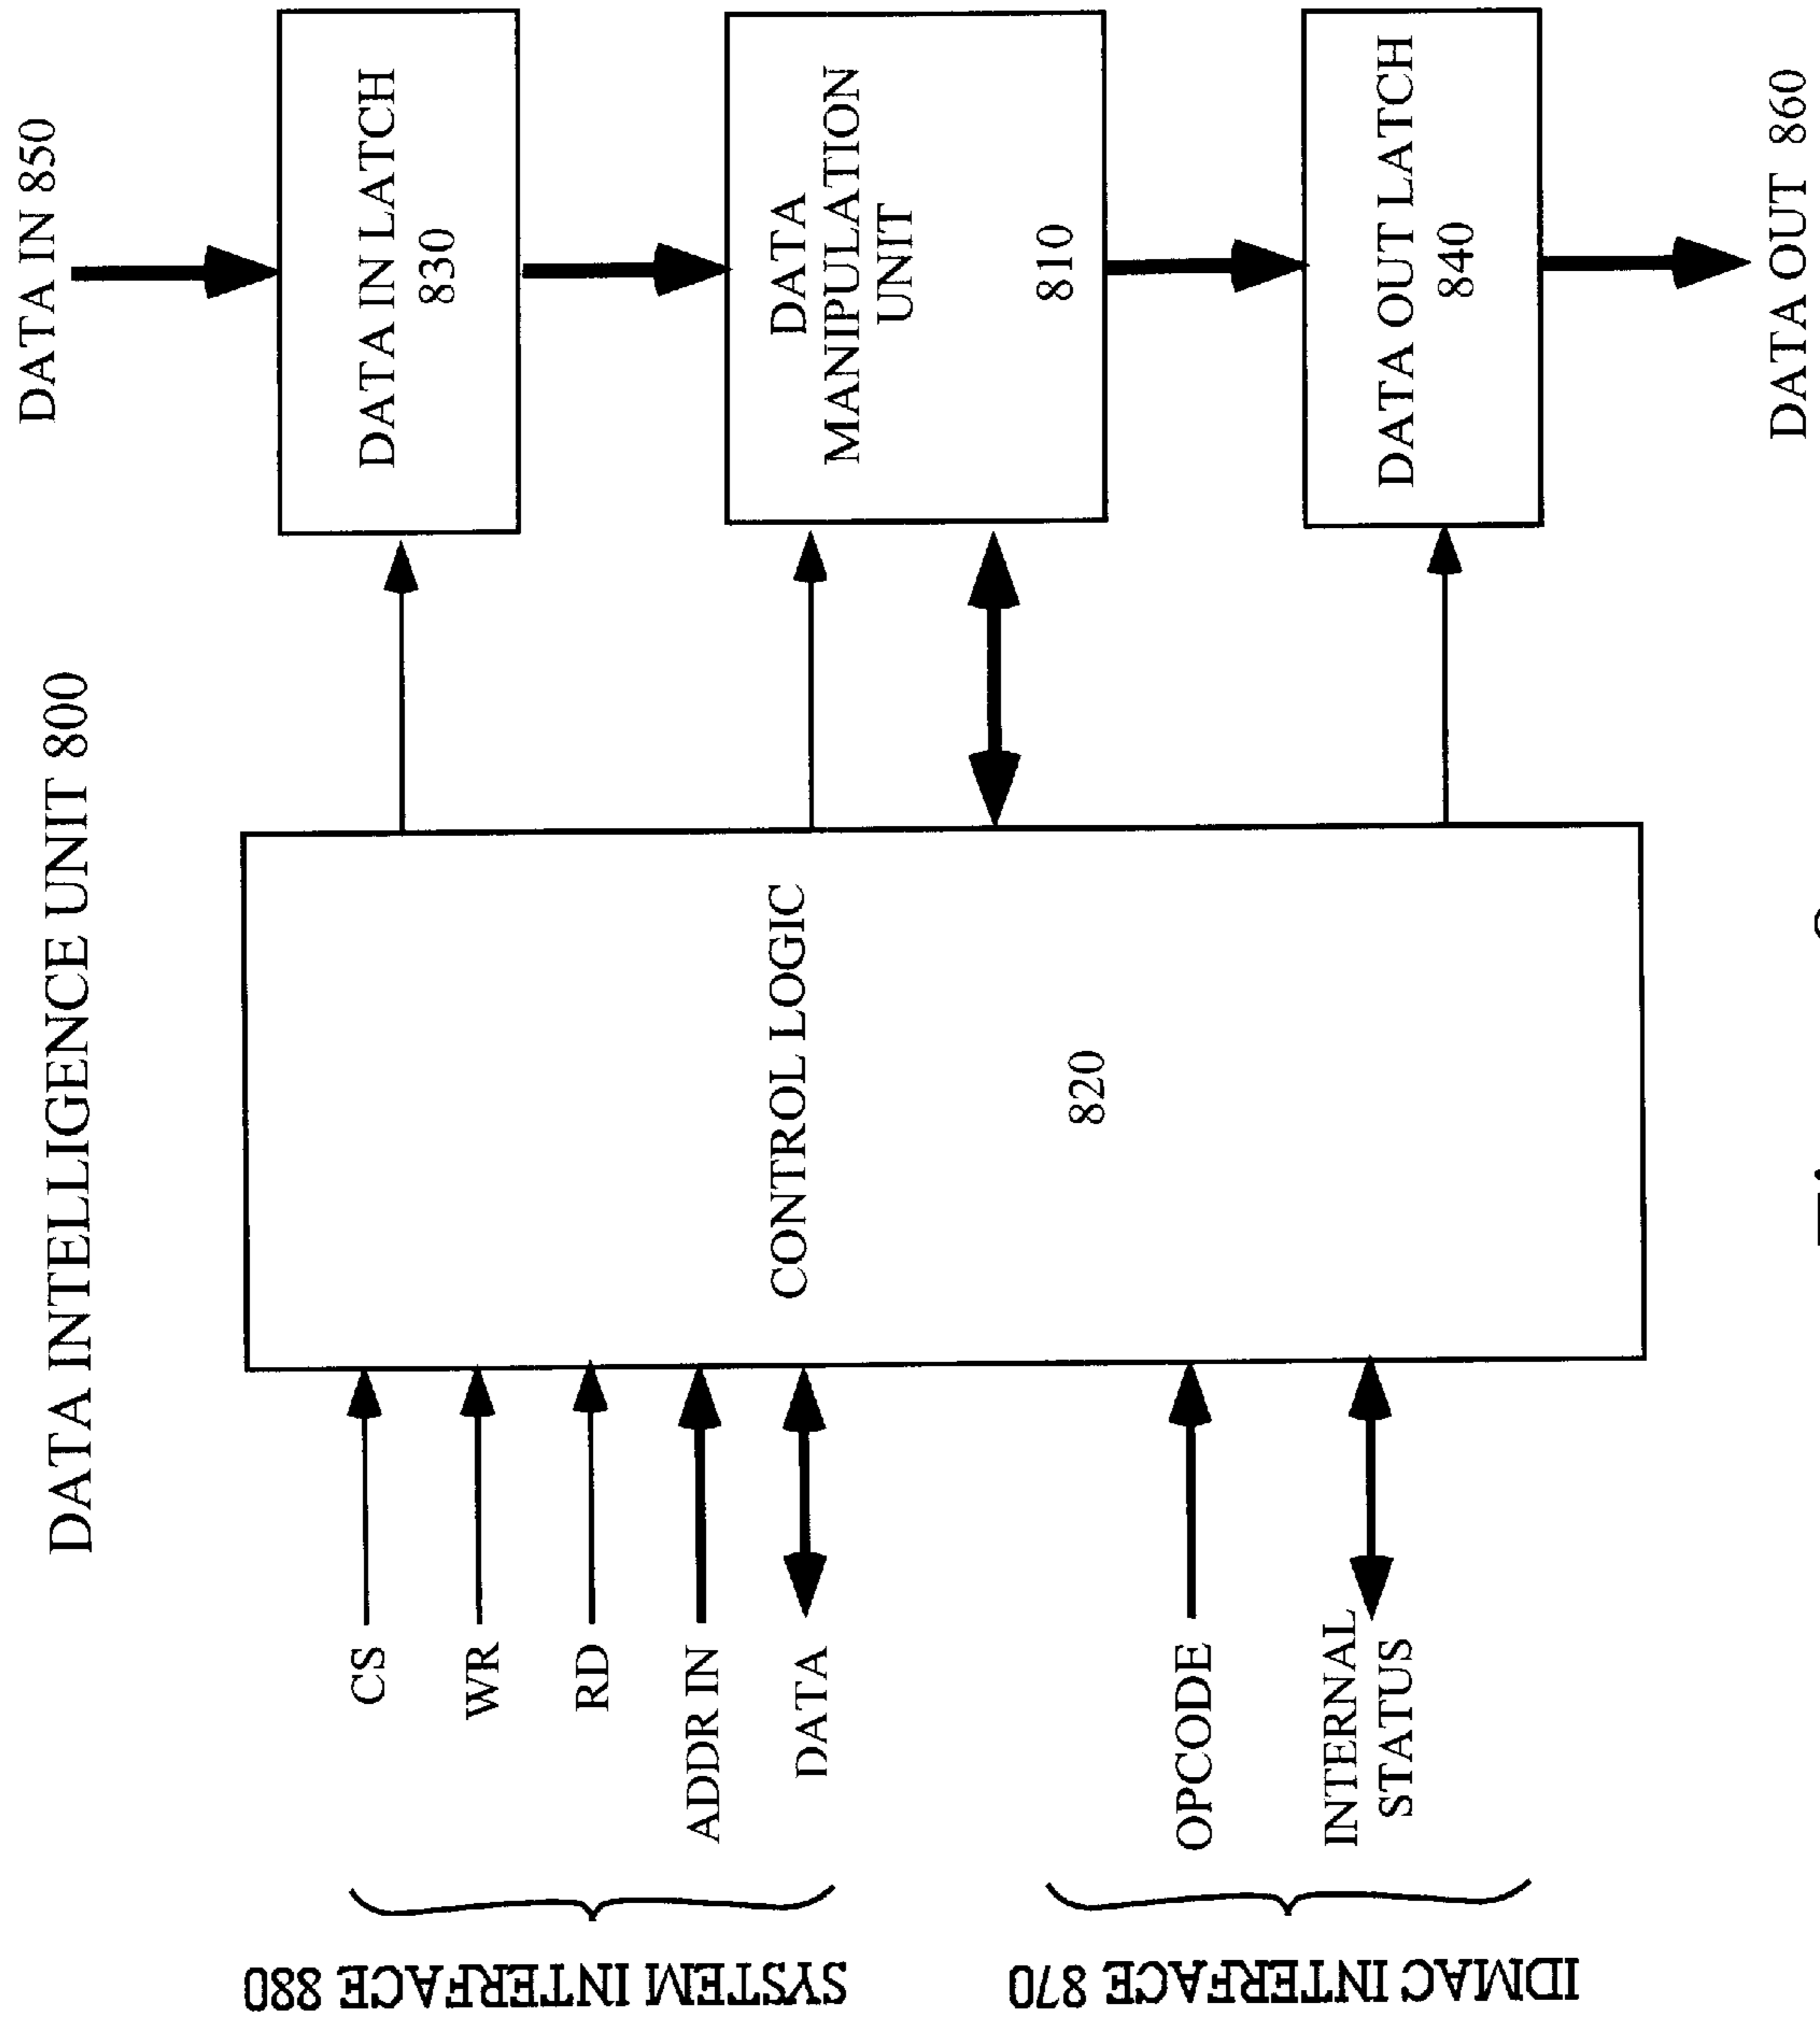 DATA INTELLIGENCE UNIT 800
DATA IN 850
DATA IN LATCH
830
DATA
MANIPULATION
UNIT
810
DATA OUT LATCH
840
DATA OUT 860
CONTROL LOGIC
820
CS
WR
RD
ADDR IN
DATA
OPCODE
INTERNAL
STATUS
SYSTEM INTERFACE 880
IDMAC INTERFACE 870